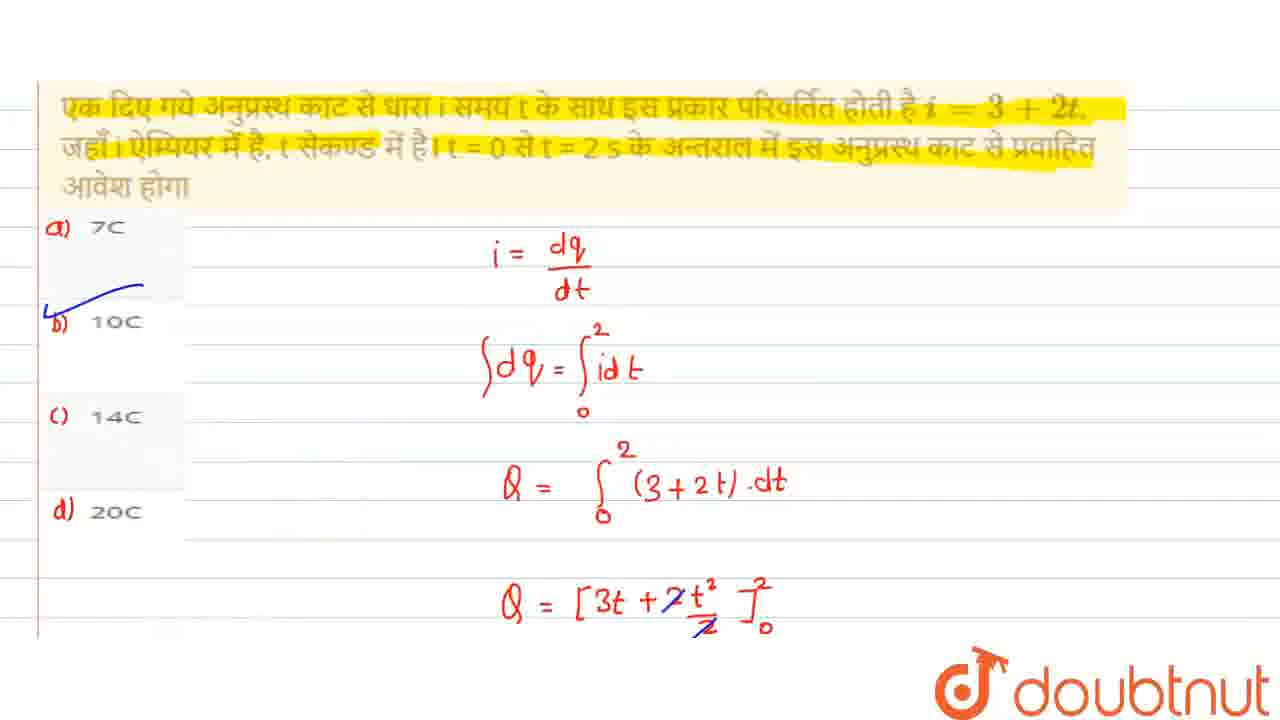 एक दिए गये अनुप्रस्थ काट से धारा i समय t के साथ इस प्रकार परिवर्तित होती है i = 3 + 2t,
जहाँ i ऐम्पियर में है, t सेकण्ड में है I t = 0 से t = 2 s के अन्तराल में इस अनुप्रस्थ काट से प्रवाहित
आवेश होगा
a) 7C
b) 10C
c) 14C
d) 20C
i = dq/dt
∫dq = ∫₀² idt
Q = ∫₀² (3+2t).dt
Q = [3t + 2t²/2]₀²
doubtnut